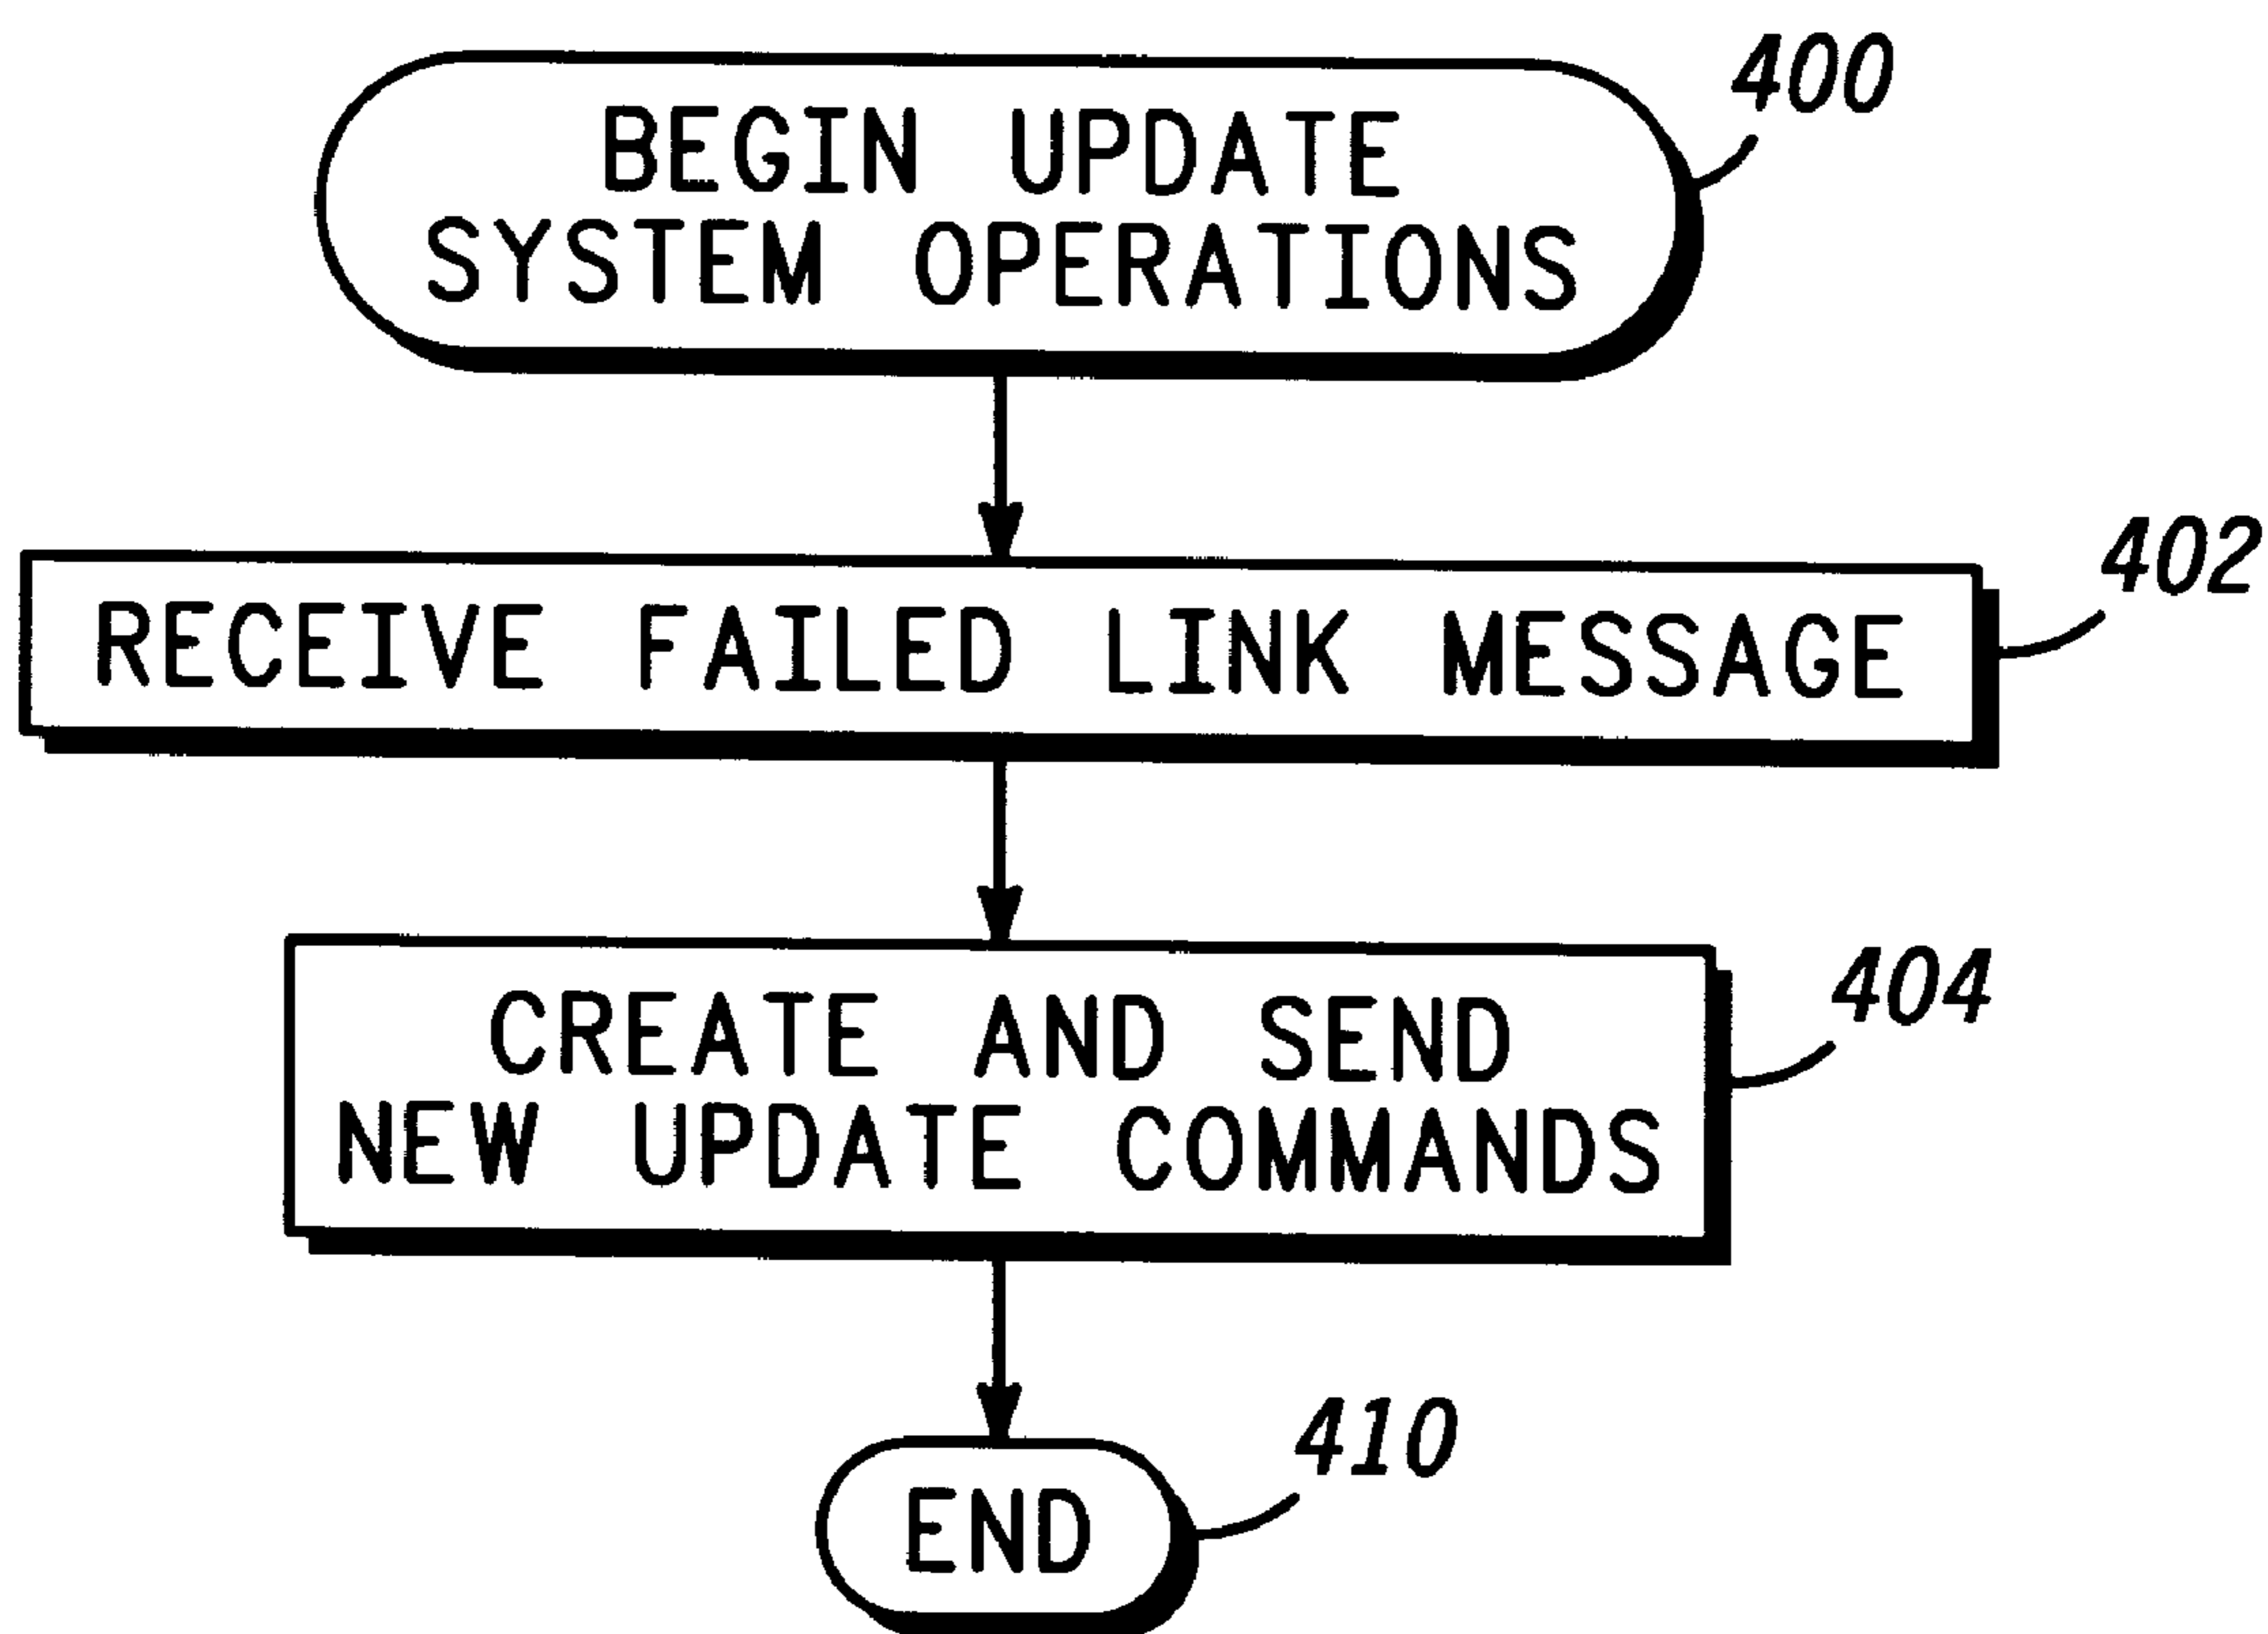 400
BEGIN UPDATE
SYSTEM OPERATIONS
402
RECEIVE FAILED LINK MESSAGE
404
CREATE AND SEND
NEW UPDATE COMMANDS
410
END